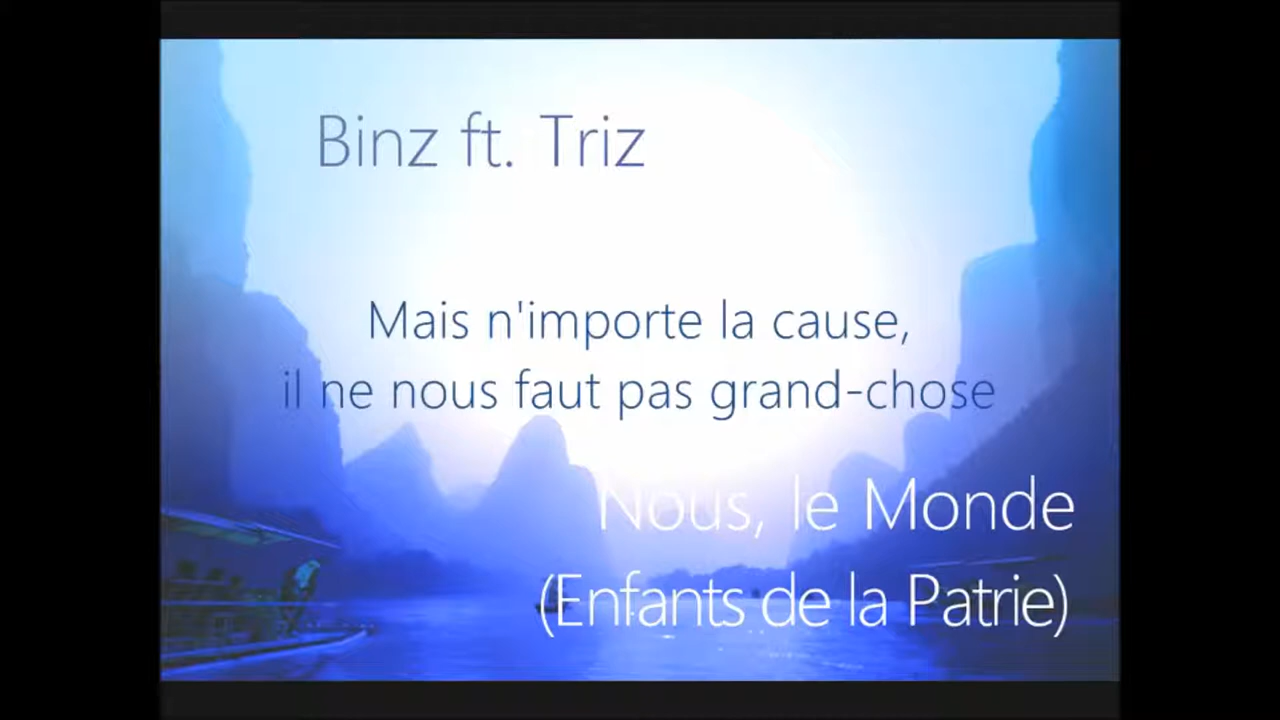 Binz ft. Triz
Mais n'importe la cause,
il ne nous faut pas grand-chose
Nous, le Monde
(Enfants de la Patrie)